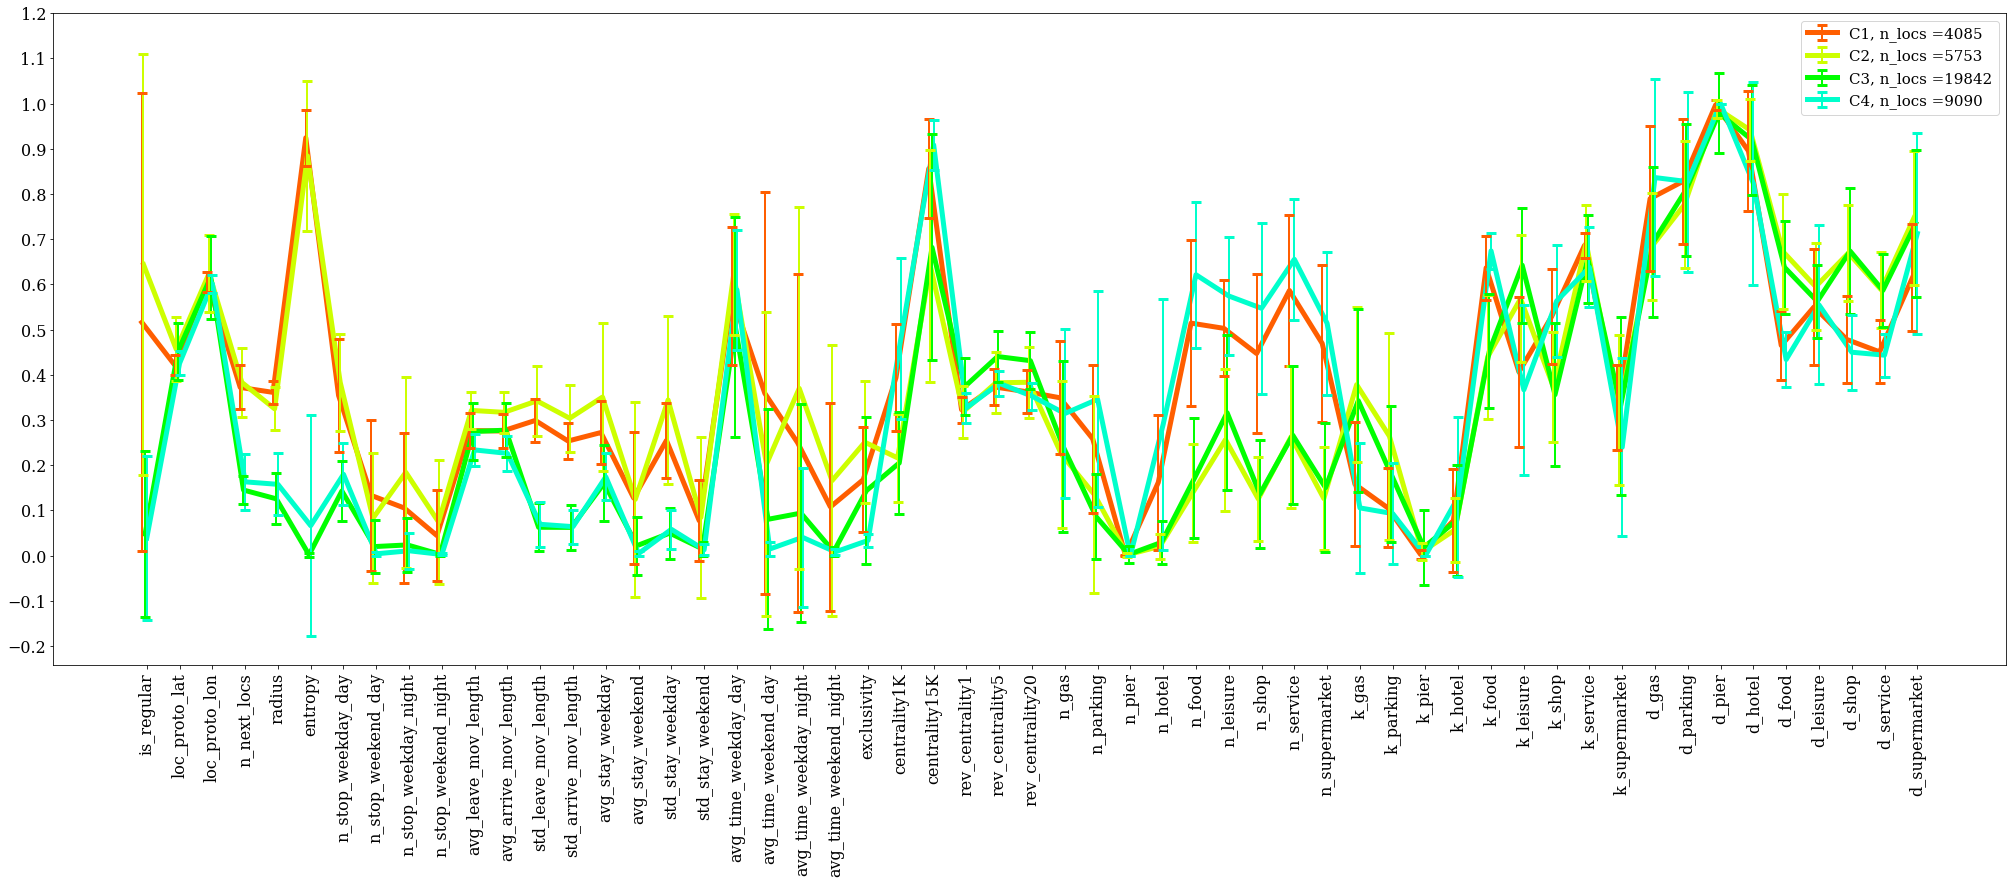 1.2
1.1
1.0
0.9
0.8
0.7
0.6
0.5
0.4
0.3
0.2
0.1
0.0
−0.1
−0.2
C1, n_locs =4085
C2, n_locs =5753
C3, n_locs =19842
C4, n_locs =9090
is_regular
loc_proto_lat
loc_proto_lon
n_next_locs
radius
entropy
n_stop_weekday_day
n_stop_weekend_day
n_stop_weekday_night
n_stop_weekend_night
avg_leave_mov_length
avg_arrive_mov_length
std_leave_mov_length
std_arrive_mov_length
avg_stay_weekday
avg_stay_weekend
std_stay_weekday
std_stay_weekend
avg_time_weekday_day
avg_time_weekend_day
avg_time_weekday_night
avg_time_weekend_night
exclusivity
centrality1K
centrality15K
rev_centrality1
rev_centrality5
rev_centrality20
n_gas
n_parking
n_pier
n_hotel
n_food
n_leisure
n_shop
n_service
n_supermarket
k_gas
k_parking
k_pier
k_hotel
k_food
k_leisure
k_shop
k_service
k_supermarket
d_gas
d_parking
d_pier
d_hotel
d_food
d_leisure
d_shop
d_service
d_supermarket